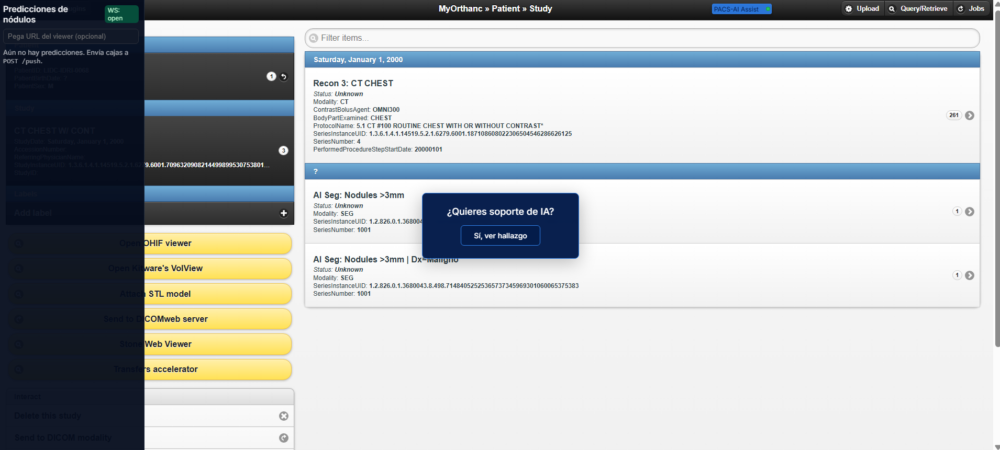 Predicciones de
nódulos
WS:
open
Pega URL del viewer (opcional)
Aún no hay predicciones. Envía cajas a
POST /push.
MyOrthanc » Patient » Study
PACS-AI Assist
Upload
Query/Retrieve
Jobs
Patient
PatientID: LIDC-IDRI-0068
PatientBirthDate: ?
PatientSex: M
1
Study
CT CHEST W/ CONT
StudyDate: Saturday, January 1, 2000
AccessionNumber:
ReferringPhysicianName:
StudyInstanceUID: 1.3.6.1.4.1.14519.5.2.1.6279.6001.7096320908214499899530753801...
StudyID:
3
Labels
Add label
Open OHIF viewer
Open Kitware's VolView
Attach STL model
Send to DICOMweb server
Stone Web Viewer
Transfers accelerator
Interact
Delete this study
Send to DICOM modality
Filter items...
Saturday, January 1, 2000
Recon 3: CT CHEST
Status: Unknown
Modality: CT
ContrastBolusAgent: OMNI300
BodyPartExamined: CHEST
ProtocolName: 5.1 CT #100 ROUTINE CHEST WITH OR WITHOUT CONTRAST*
SeriesInstanceUID: 1.3.6.1.4.1.14519.5.2.1.6279.6001.187108608022306504546286626125
SeriesNumber: 4
PerformedProcedureStepStartDate: 20000101
261
?
AI Seg: Nodules >3mm
Status: Unknown
Modality: SEG
SeriesInstanceUID: 1.2.826.0.1.368004
SeriesNumber: 1001
1
¿Quieres soporte de IA?
Sí, ver hallazgo
AI Seg: Nodules >3mm | Dx=Maligno
Status: Unknown
Modality: SEG
SeriesInstanceUID: 1.2.826.0.1.3680043.8.498.71484052525365737345969301060065375383
SeriesNumber: 1001
1